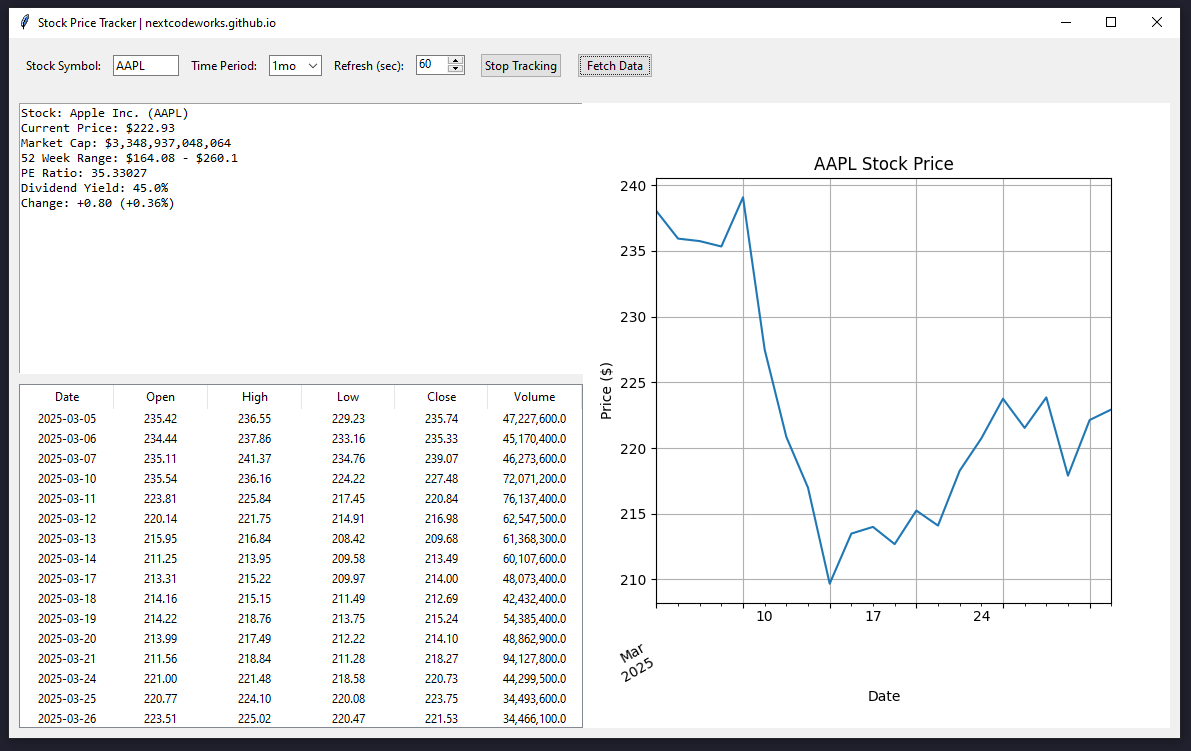 Stock Price Tracker | nextcodeworks.github.io
Stock Symbol: AAPL Time Period: 1mo Refresh (sec): 60 Stop Tracking Fetch Data
Stock: Apple Inc. (AAPL)
Current Price: $222.93
Market Cap: $3,348,937,048,064
52 Week Range: $164.08 - $260.1
PE Ratio: 35.33027
Dividend Yield: 45.0%
Change: +0.80 (+0.36%)
Date Open High Low Close Volume
2025-03-05 235.42 236.55 229.23 235.74 47,227,600.0
2025-03-06 234.44 237.86 233.16 235.33 45,170,400.0
2025-03-07 235.11 241.37 234.76 239.07 46,273,600.0
2025-03-10 235.54 236.16 224.22 227.48 72,071,200.0
2025-03-11 223.81 225.84 217.45 220.84 76,137,400.0
2025-03-12 220.14 221.75 214.91 216.98 62,547,500.0
2025-03-13 215.95 216.84 208.42 209.68 61,368,300.0
2025-03-14 211.25 213.95 209.58 213.49 60,107,600.0
2025-03-17 213.31 215.22 209.97 214.00 48,073,400.0
2025-03-18 214.16 215.15 211.49 212.69 42,432,400.0
2025-03-19 214.22 218.76 213.75 215.24 54,385,400.0
2025-03-20 213.99 217.49 212.22 214.10 48,862,900.0
2025-03-21 211.56 218.84 211.28 218.27 94,127,800.0
2025-03-24 221.00 221.48 218.58 220.73 44,299,500.0
2025-03-25 220.77 224.10 220.08 223.75 34,493,600.0
2025-03-26 223.51 225.02 220.47 221.53 34,466,100.0
AAPL Stock Price
240
235
230
225
220
215
210
Price ($)
10 17 24
Mar
2025
Date